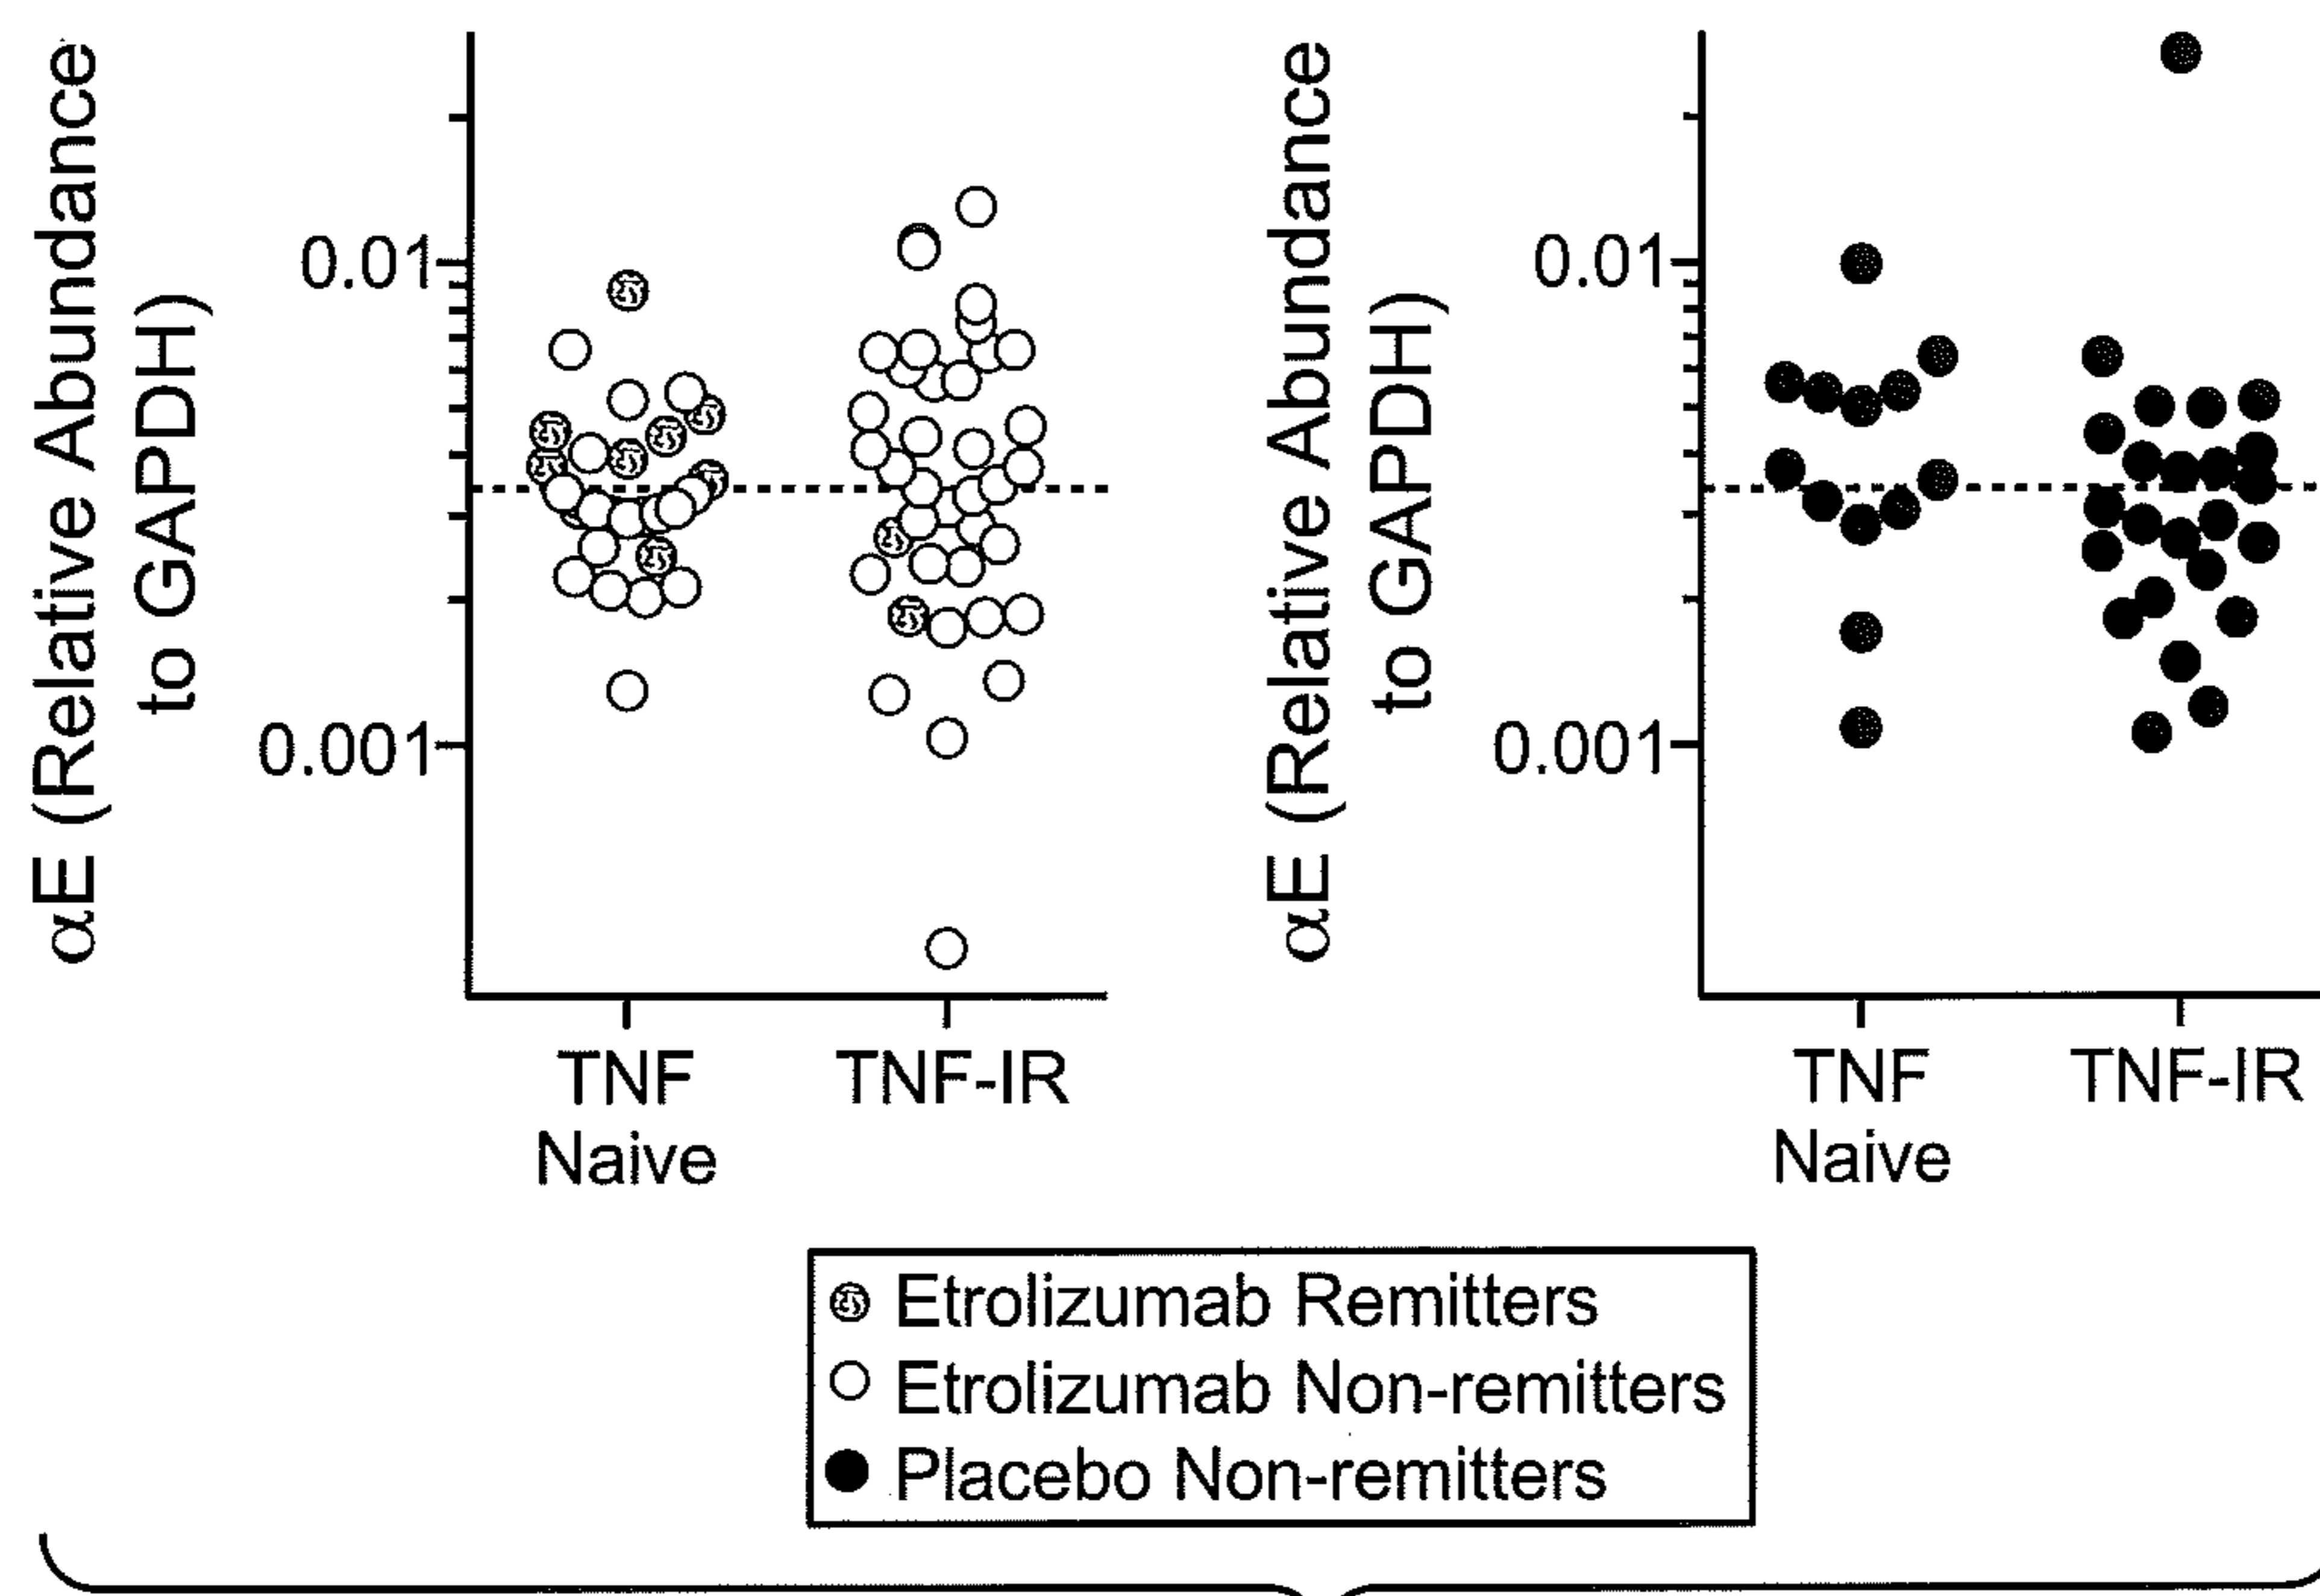 αE (Relative Abundance
to GAPDH)
0.01
0.001
TNF
Naive
TNF-IR
αE (Relative Abundance
to GAPDH)
0.01
0.001
TNF
Naive
TNF-IR
Etrolizumab Remitters
Etrolizumab Non-remitters
Placebo Non-remitters